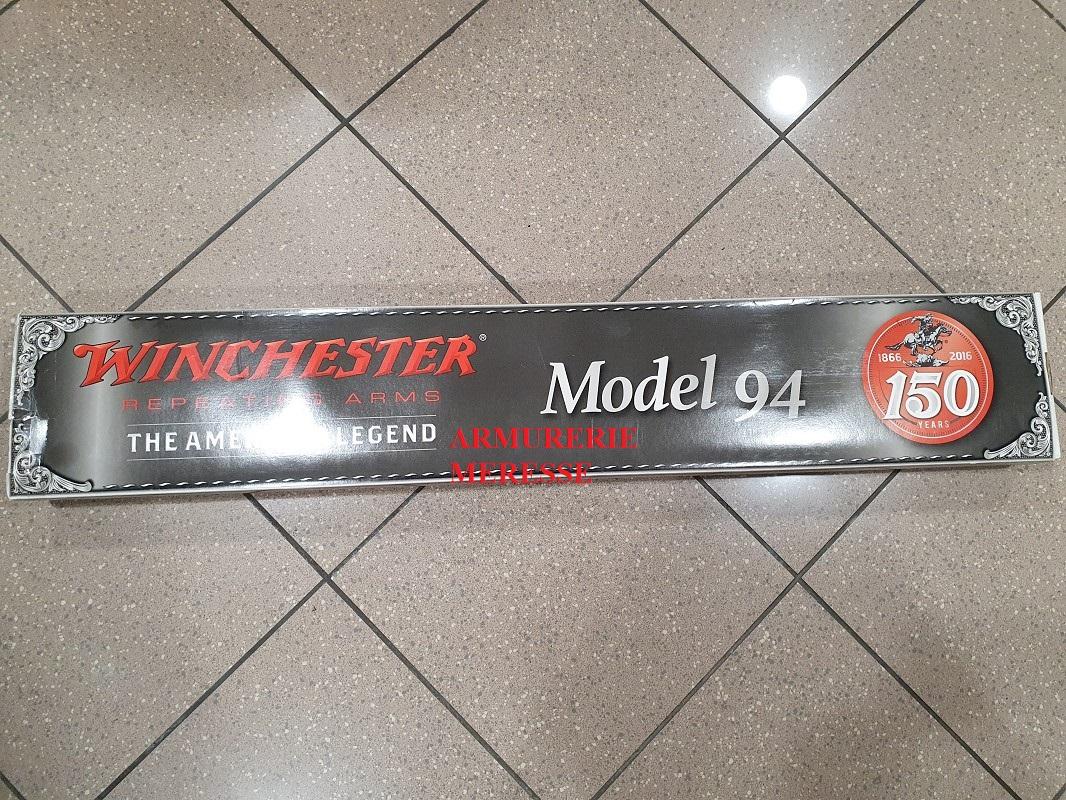 WINCHESTER®
REPEATING ARMS
THE AMERICAN LEGEND
Model 94
1866 2016
150
YEARS
ARMURERIE
MERESSE